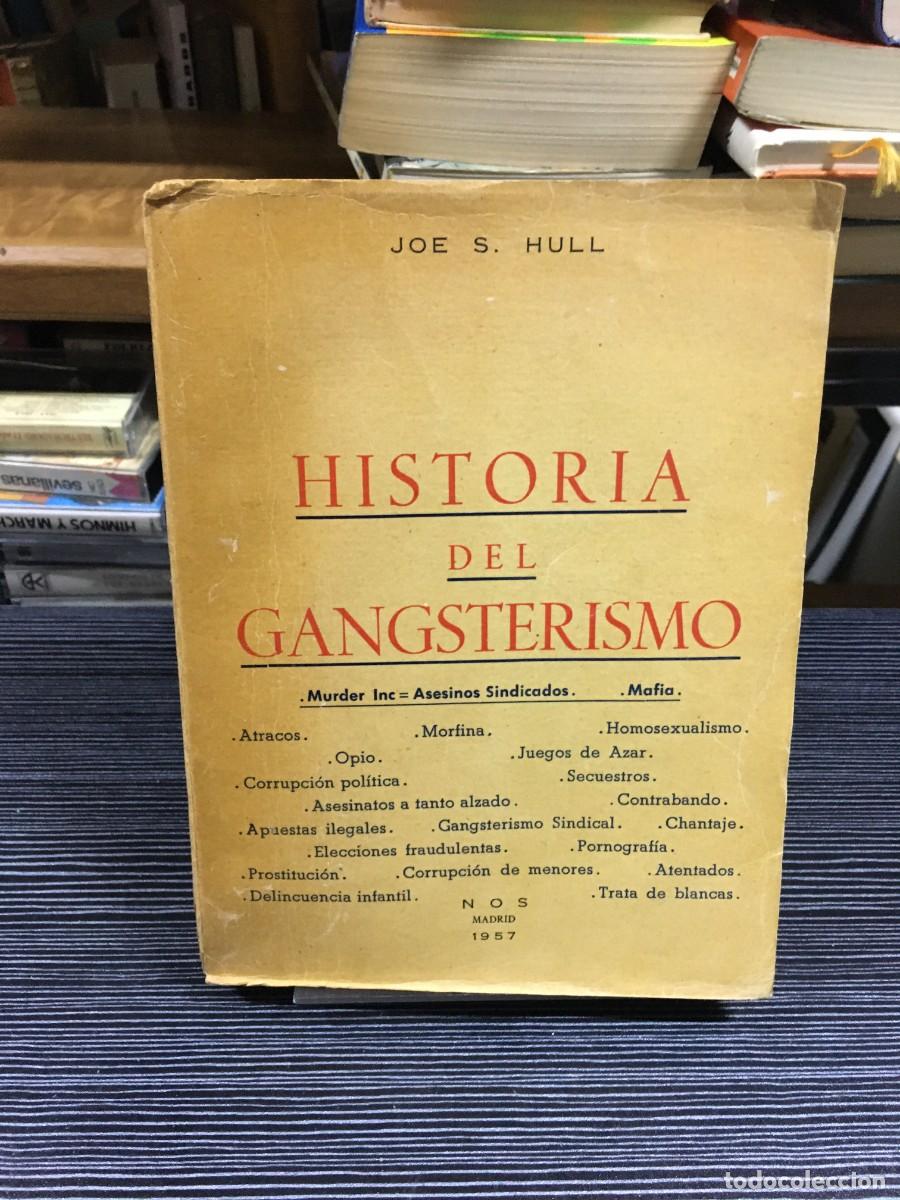 JOE S. HULL
HISTORIA
DEL
GANGSTERISMO
.Murder Inc = Asesinos Sindicados. .Mafia.
.Atracos. .Morfina. .Homosexualismo.
.Opio. .Juegos de Azar.
.Corrupción política. .Secuestros.
.Asesinatos a tanto alzado. .Contrabando.
.Apuestas ilegales. .Gangsterismo Sindical. .Chantaje.
.Elecciones fraudulentas. .Pornografía.
.Prostitución. .Corrupción de menores. .Atentados.
.Delincuencia infantil. .Trata de blancas.
NOS
MADRID
1957
sevillanas
HIMNOS Y MARCH
todocoleccion